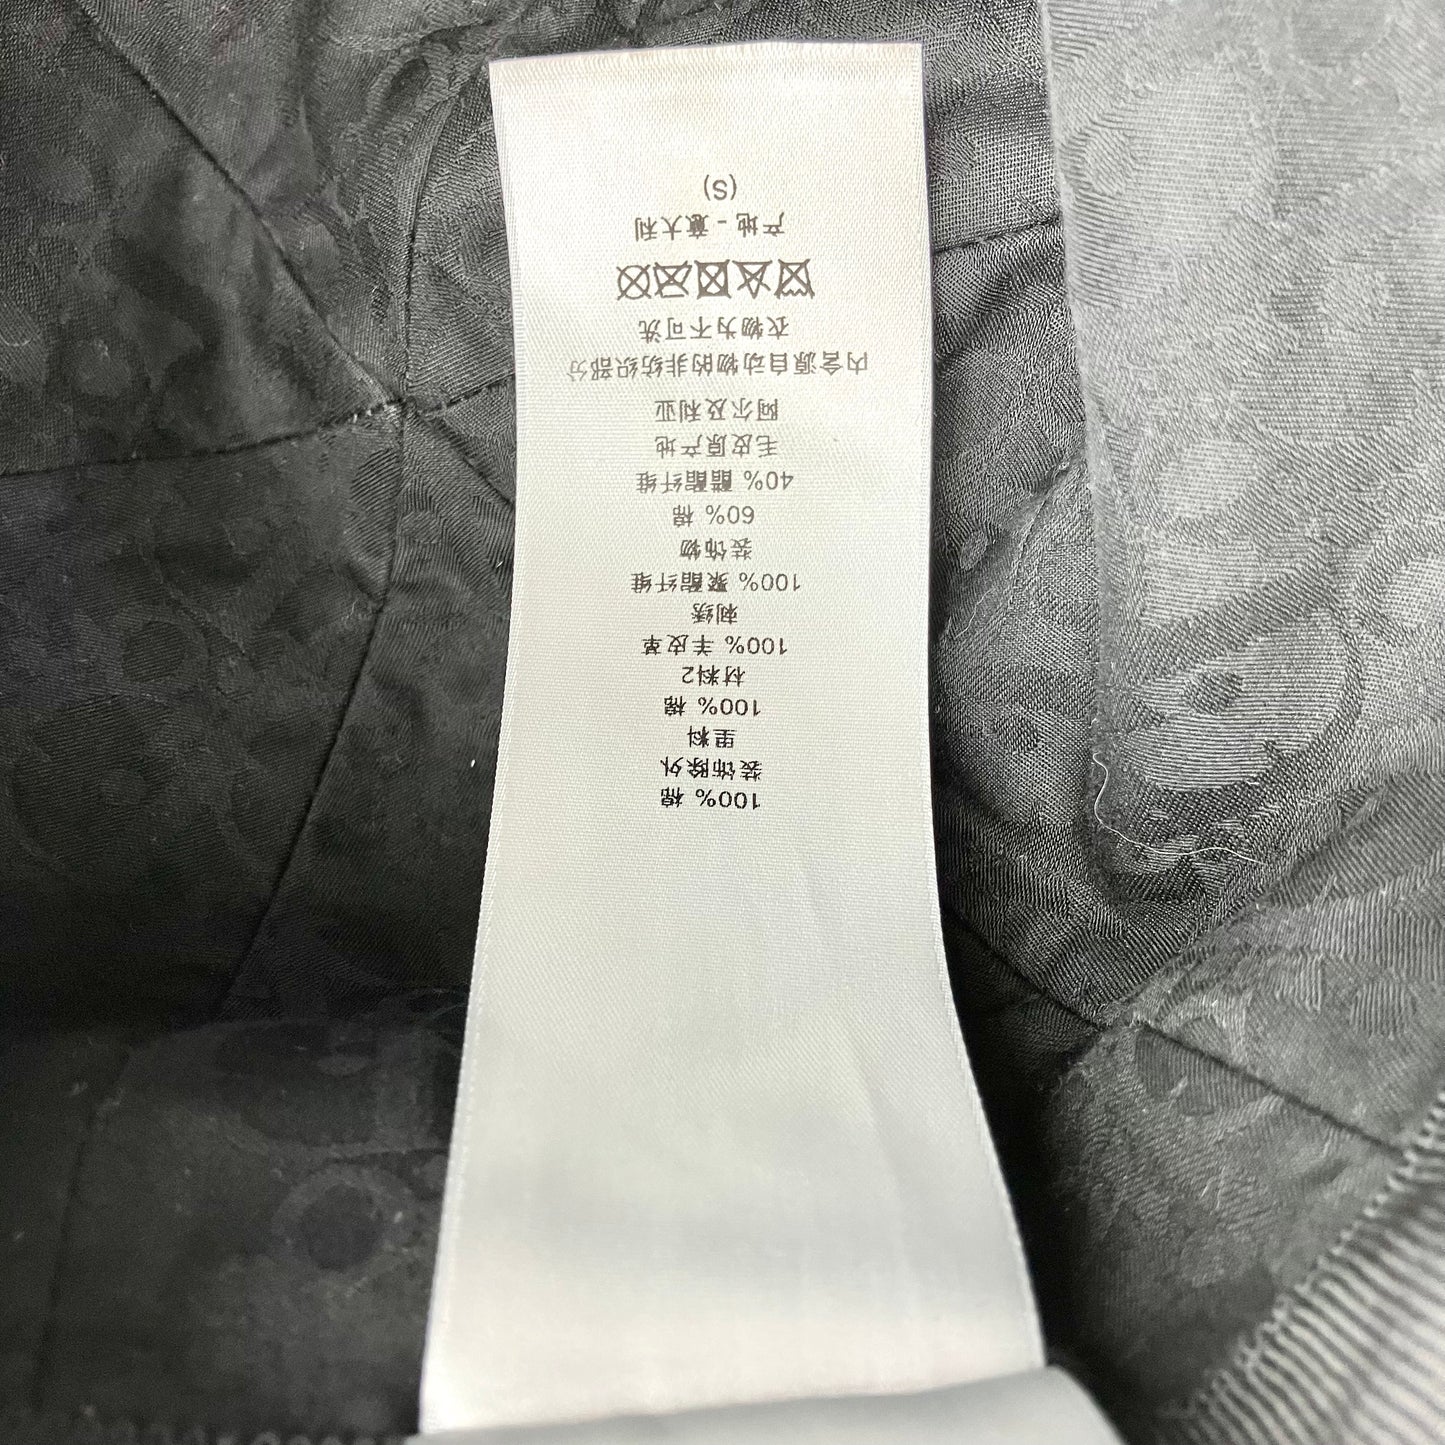 100% 棉
装饰除外
里料
100% 棉
材料2
100% 羊皮革
刺绣
100% 聚酯纤维
装饰物
60% 棉
40% 醋酯纤维
毛皮原产地
阿尔及利亚
内含源自动物的非纺织部分
衣物为不可洗
产地 - 意大利
(S)